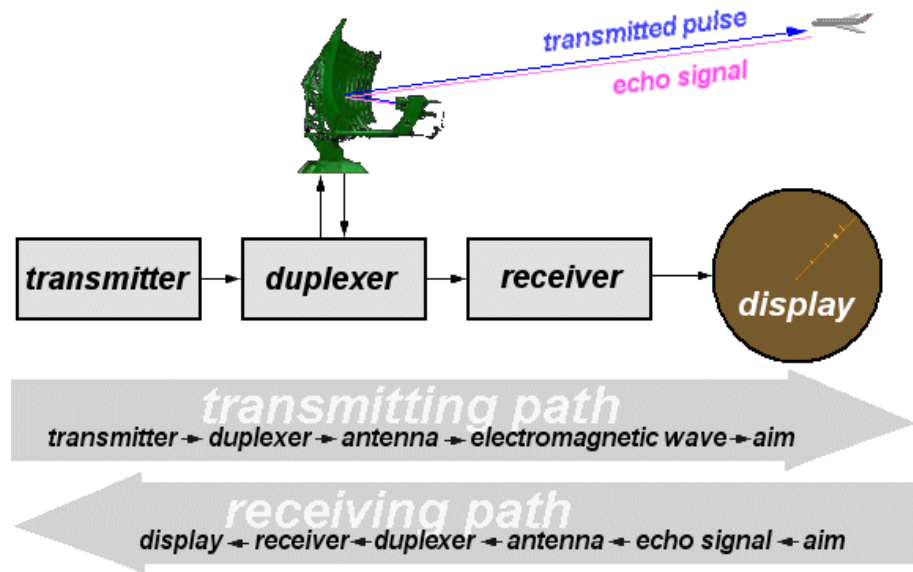 transmitted pulse
echo signal
transmitter
duplexer
receiver
display
transmitting path
transmitter → duplexer → antenna → electromagnetic wave → aim
receiving path
display ← receiver ← duplexer ← antenna ← echo signal ← aim